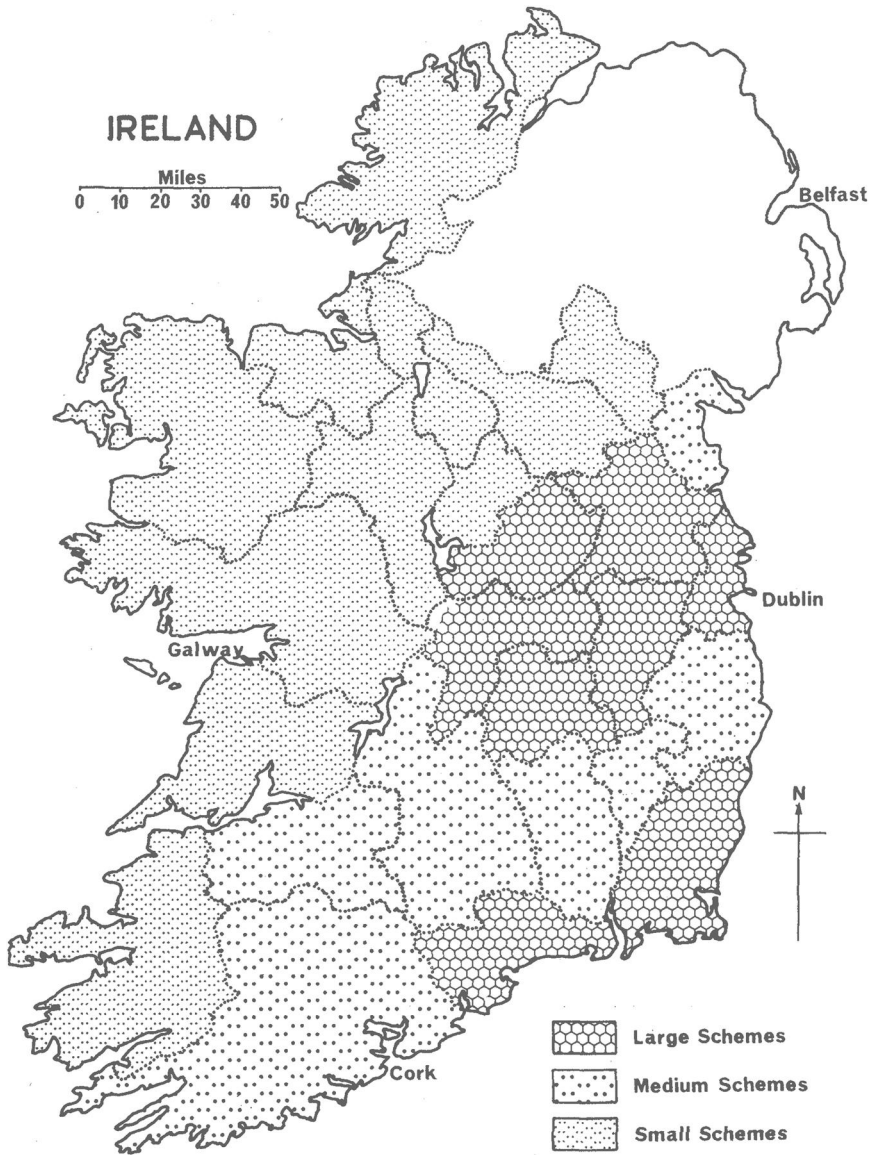 IRELAND
Miles
0 10 20 30 40 50
Belfast
Dublin
Galway
N
Cork
Large Schemes
Medium Schemes
Small Schemes